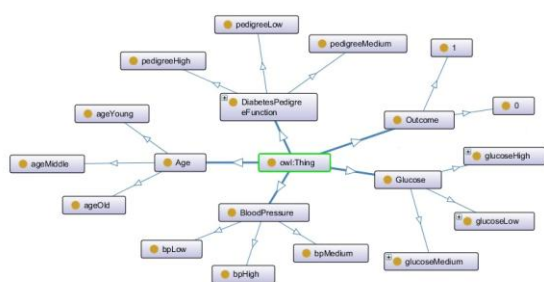 pedigreeLow
pedigreeHigh
pedigreeMedium
1
DiabetesPedigre
eFunction
Outcome
0
ageYoung
ageMiddle
Age
owl:Thing
glucoseHigh
Glucose
ageOld
BloodPressure
glucoseLow
bpLow
bpMedium
bpHigh
glucoseMedium